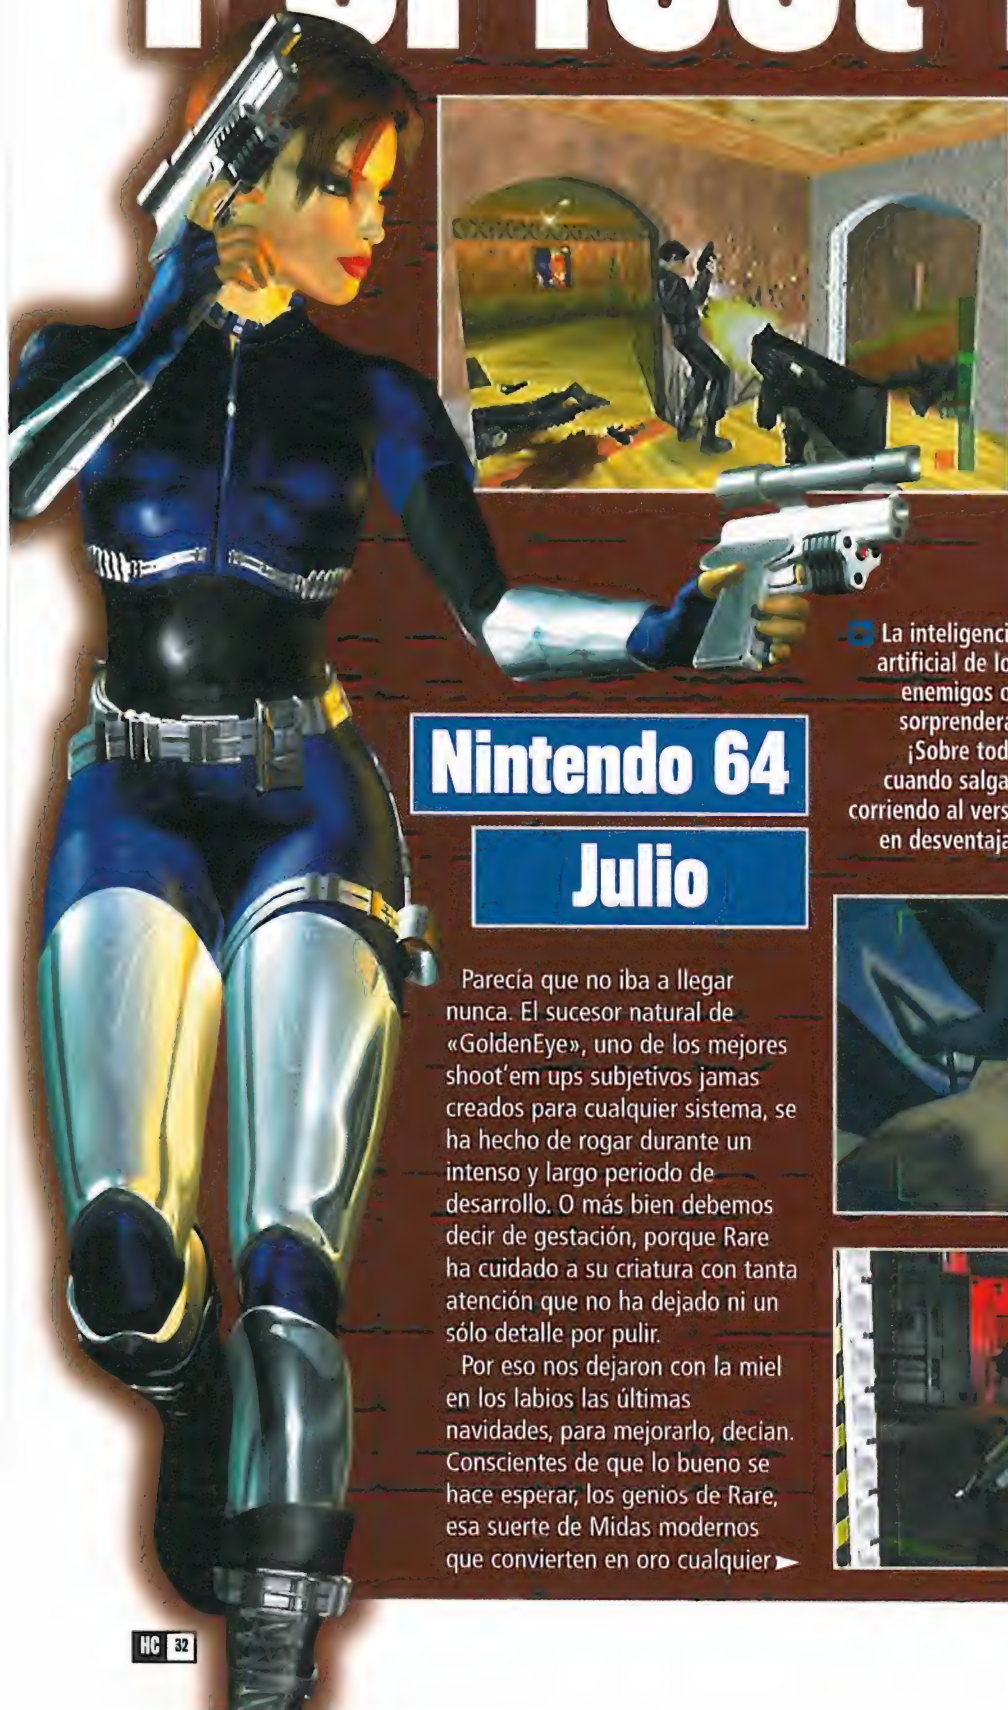 La inteligenci
artificial de lo
enemigos o
sorprenderá
¡Sobre tod
cuando salga
corriendo al vers
en desventaja
Nintendo 64
Julio
Parecía que no iba a llegar
nunca. El sucesor natural de
«GoldenEye», uno de los mejores
shoot'em ups subjetivos jamas
creados para cualquier sistema, se
ha hecho de rogar durante un
intenso y largo periodo de
desarrollo. O más bien debemos
decir de gestación, porque Rare
ha cuidado a su criatura con tanta
atención que no ha dejado ni un
sólo detalle por pulir.
Por eso nos dejaron con la miel
en los labios las últimas
navidades, para mejorarlo, decían.
Conscientes de que lo bueno se
hace esperar, los genios de Rare,
esa suerte de Midas modernos
que convierten en oro cualquier
HC 32